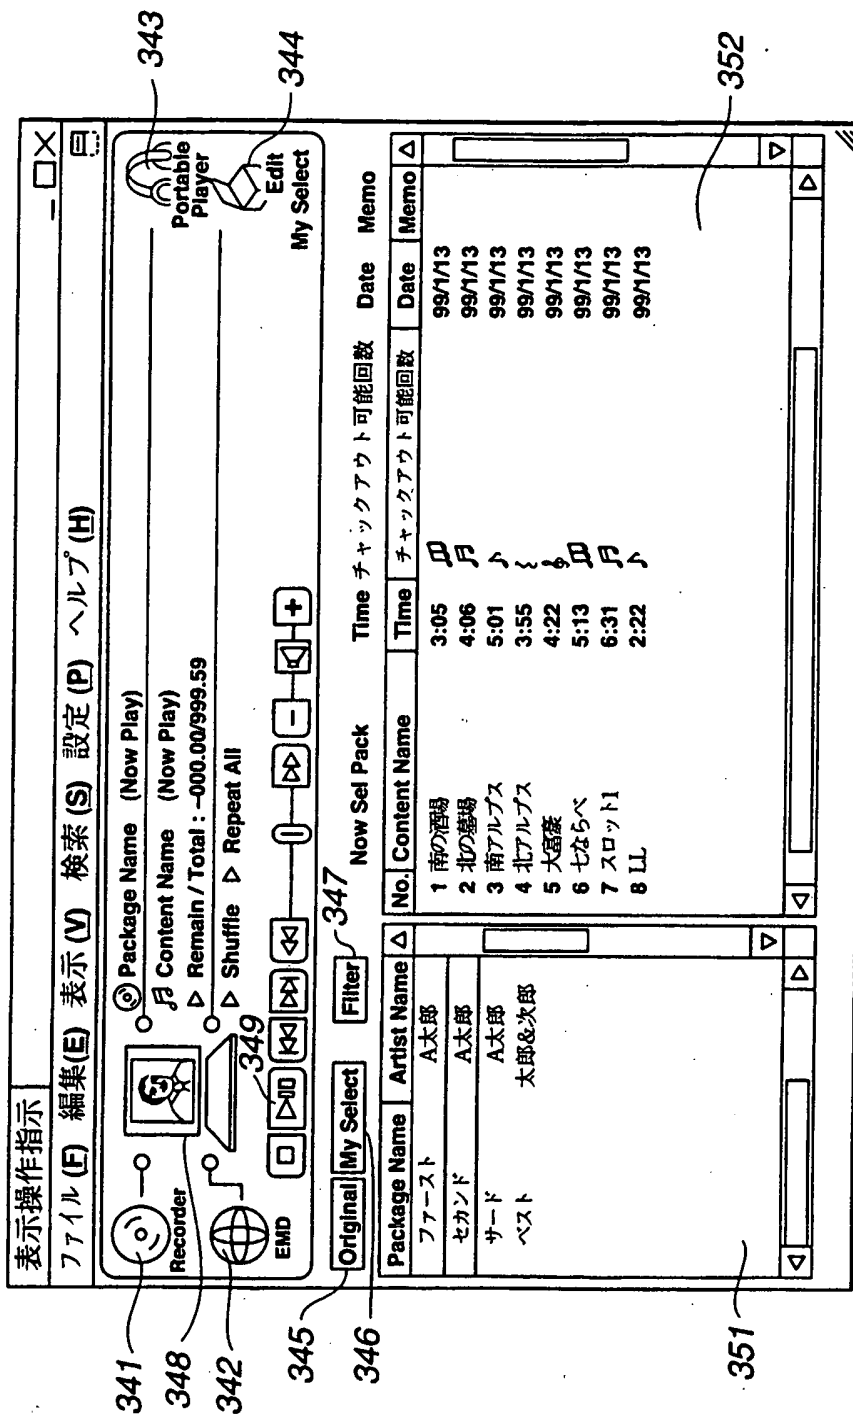 表示操作指示
ファイル(F) 編集(E) 表示(V) 検索(S) 設定(P) ヘルプ(H)
341
348
342
343
344
Recorder
EMD
Package Name (Now Play)
Content Name (Now Play)
Remain / Total : -000.00/999.59
Shuffle Repeat All
349
Portable
Player
Edit
My Select
345
346
347
Original My Select Filter
Now Sel Pack Time チャックアウト可能回数 Date Memo
Package Name Artist Name
ファースト A太郎
セカンド A太郎
サード A太郎
ベスト 太郎&次郎
351
No. Content Name Time チャックアウト可能回数 Date Memo
1 南の酒場 3:05 99/1/13
2 北の墓場 4:06 99/1/13
3 南アルプス 5:01 99/1/13
4 北アルプス 3:55 99/1/13
5 大富豪 4:22 99/1/13
6 七ならべ 5:13 99/1/13
7 スロット1 6:31 99/1/13
8 LL 2:22 99/1/13
352